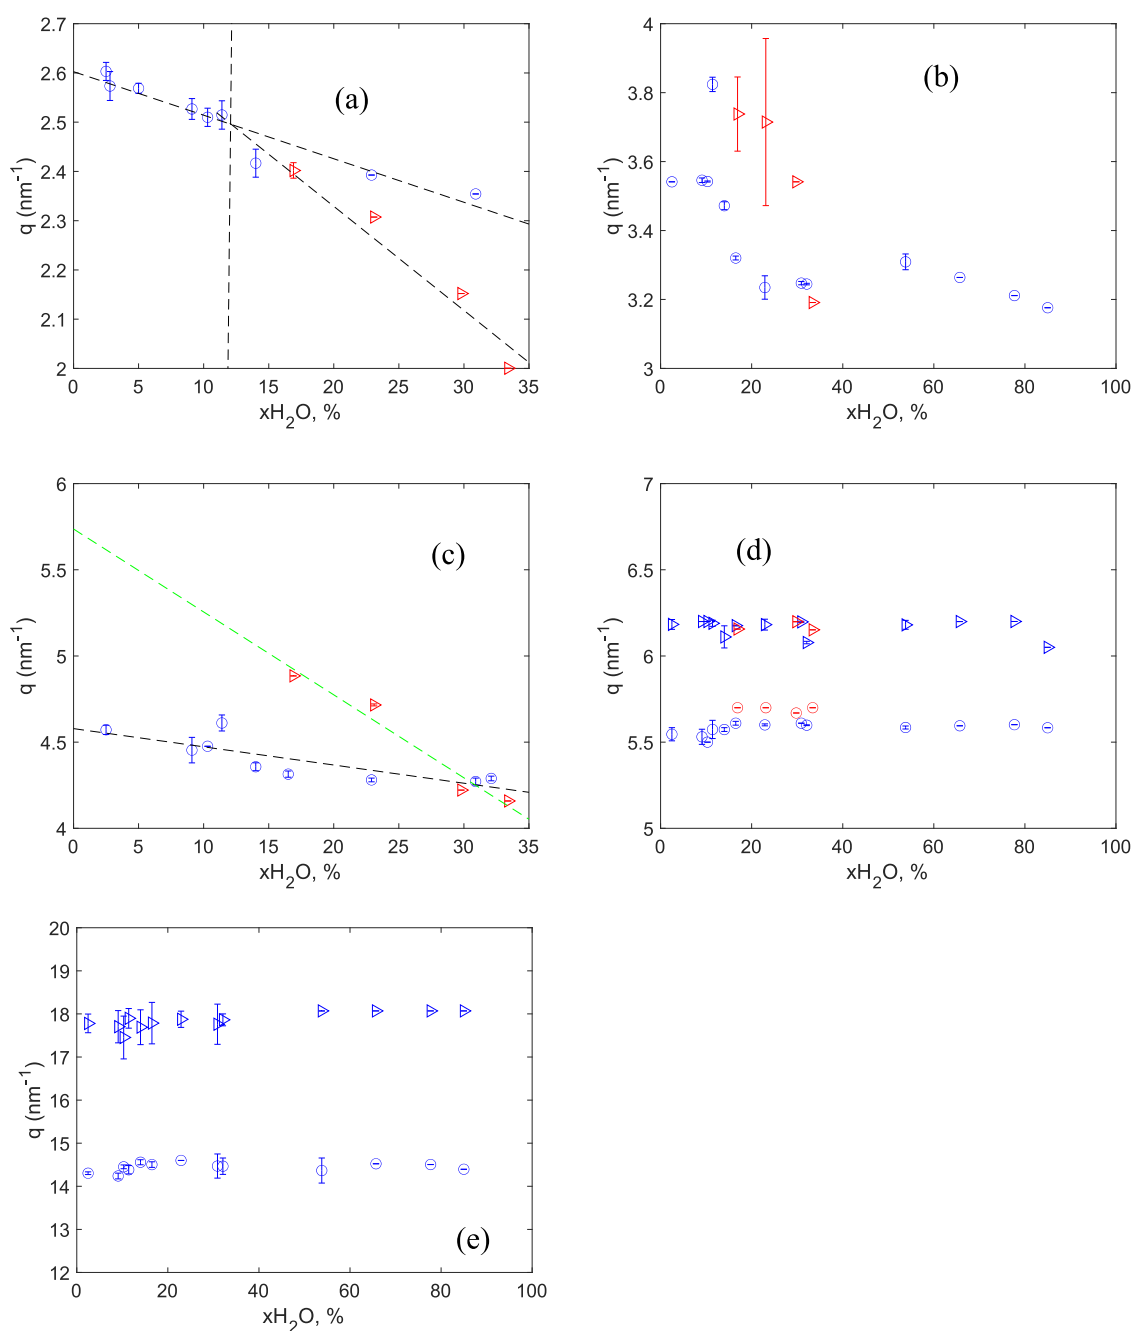 2.7
2.6
2.5
2.4
2.3
2.2
2.1
2
q (nm-1)
(a)
0 5 10 15 20 25 30 35
xH2O, %
4
3.8
3.6
3.4
3.2
3
q (nm-1)
(b)
0 20 40 60 80 100
xH2O, %
6
5.5
5
4.5
4
q (nm-1)
(c)
0 5 10 15 20 25 30 35
xH2O, %
7
6.5
6
5.5
5
q (nm-1)
(d)
0 20 40 60 80 100
xH2O, %
20
19
18
17
16
15
14
13
12
q (nm-1)
(e)
0 20 40 60 80 100
xH2O, %